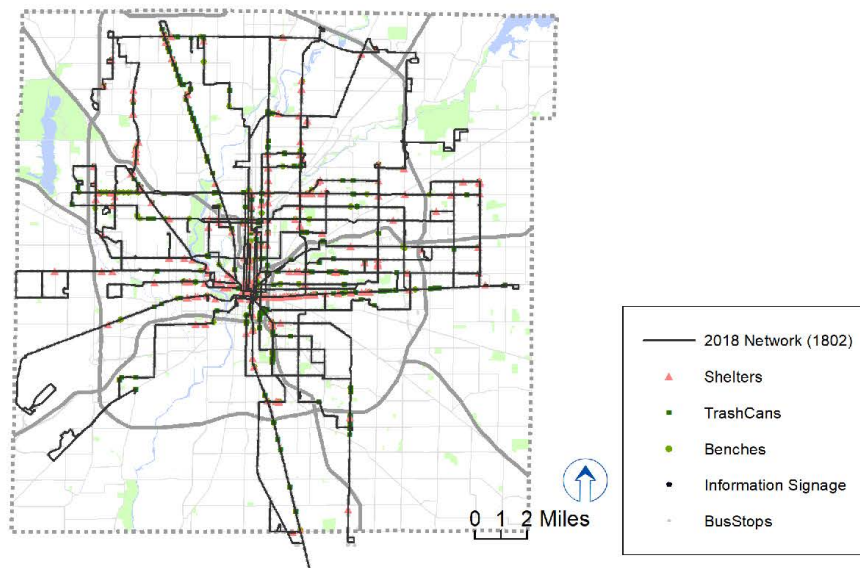 2018 Network (1802)
Shelters
TrashCans
Benches
Information Signage
BusStops
0 1 2 Miles